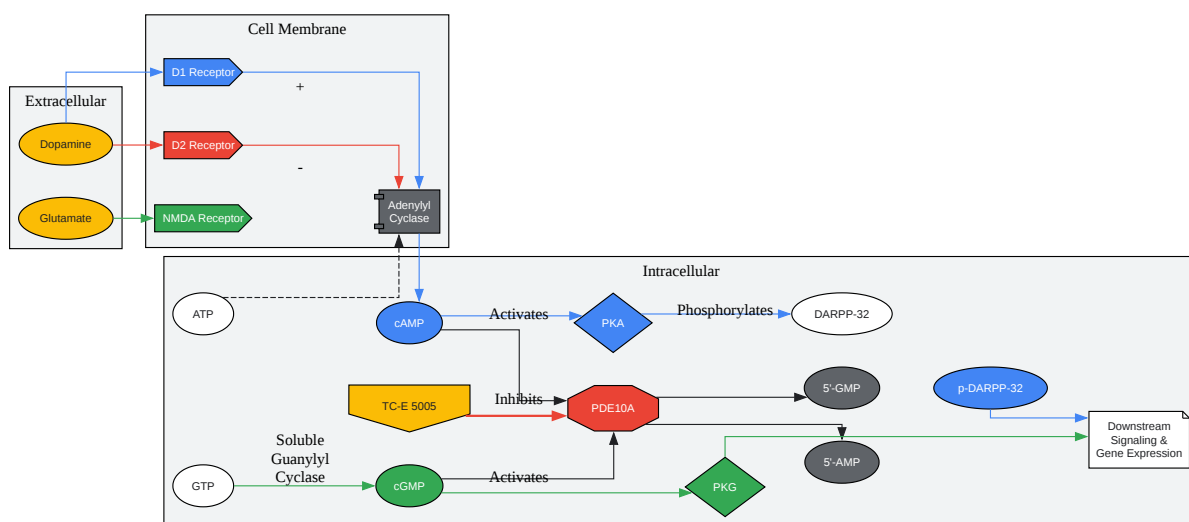 Cell Membrane
D1 Receptor
+
Extracellular
Dopamine
D2 Receptor
-
Glutamate
NMDA Receptor
Adenylyl
Cyclase
Intracellular
ATP
cAMP
Activates
PKA
Phosphorylates
DARPP-32
TC-E 5005
Inhibits
PDE10A
5'-GMP
p-DARPP-32
Downstream
Signaling &
Gene Expression
5'-AMP
Soluble
Guanylyl
Cyclase
GTP
cGMP
Activates
PKG